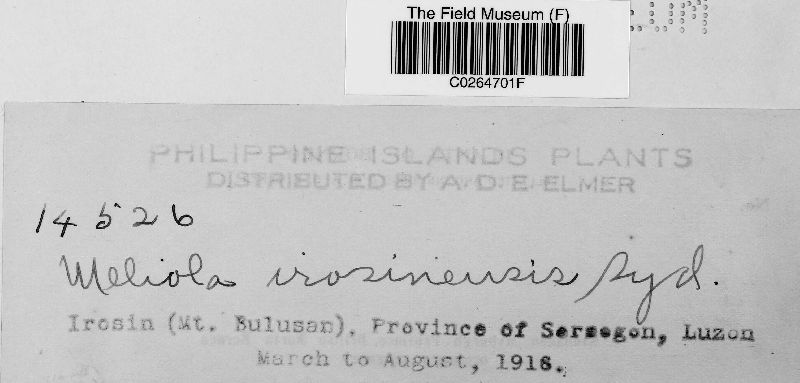 The Field Museum (F)
C0264701F
PHILIPPINE ISLANDS PLANTS
DISTRIBUTED BY A. D. E. ELMER
14526
Meliola irosinensis Syd.
Irosin (Mt. Bulusan), Province of Sorsogon, Luzon
March to August, 1916.